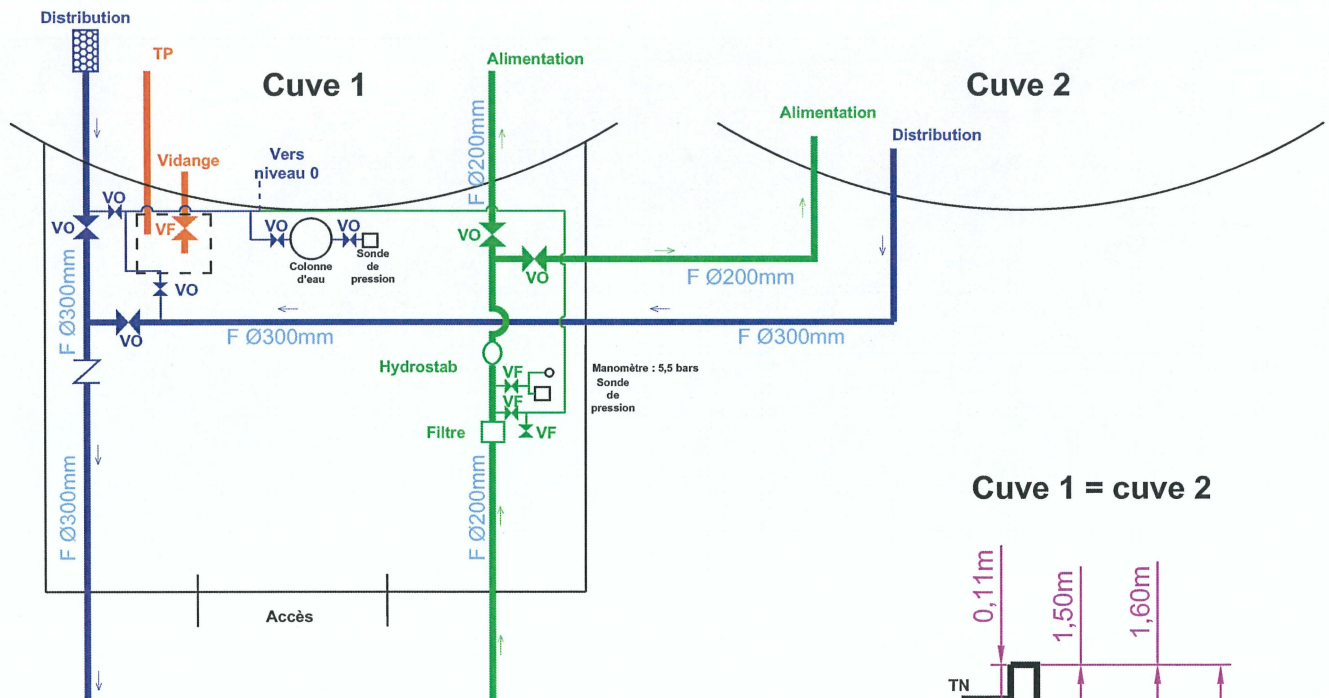 Distribution
TP
Cuve 1
Alimentation
Cuve 2
Alimentation
Distribution
F Ø200mm
Vidange
Vers
niveau 0
VO
VO
VF
VO
VO
VO
Colonne
d'eau
Sonde
de
pression
VO
F Ø200mm
VO
F Ø300mm
VO
F Ø300mm
F Ø300mm
Hydrostab
VF
Manomètre : 5,5 bars
Sonde
de
pression
VF
Filtre
VF
F Ø300mm
F Ø200mm
Cuve 1 = cuve 2
0,11m
1,50m
1,60m
Accès
TN